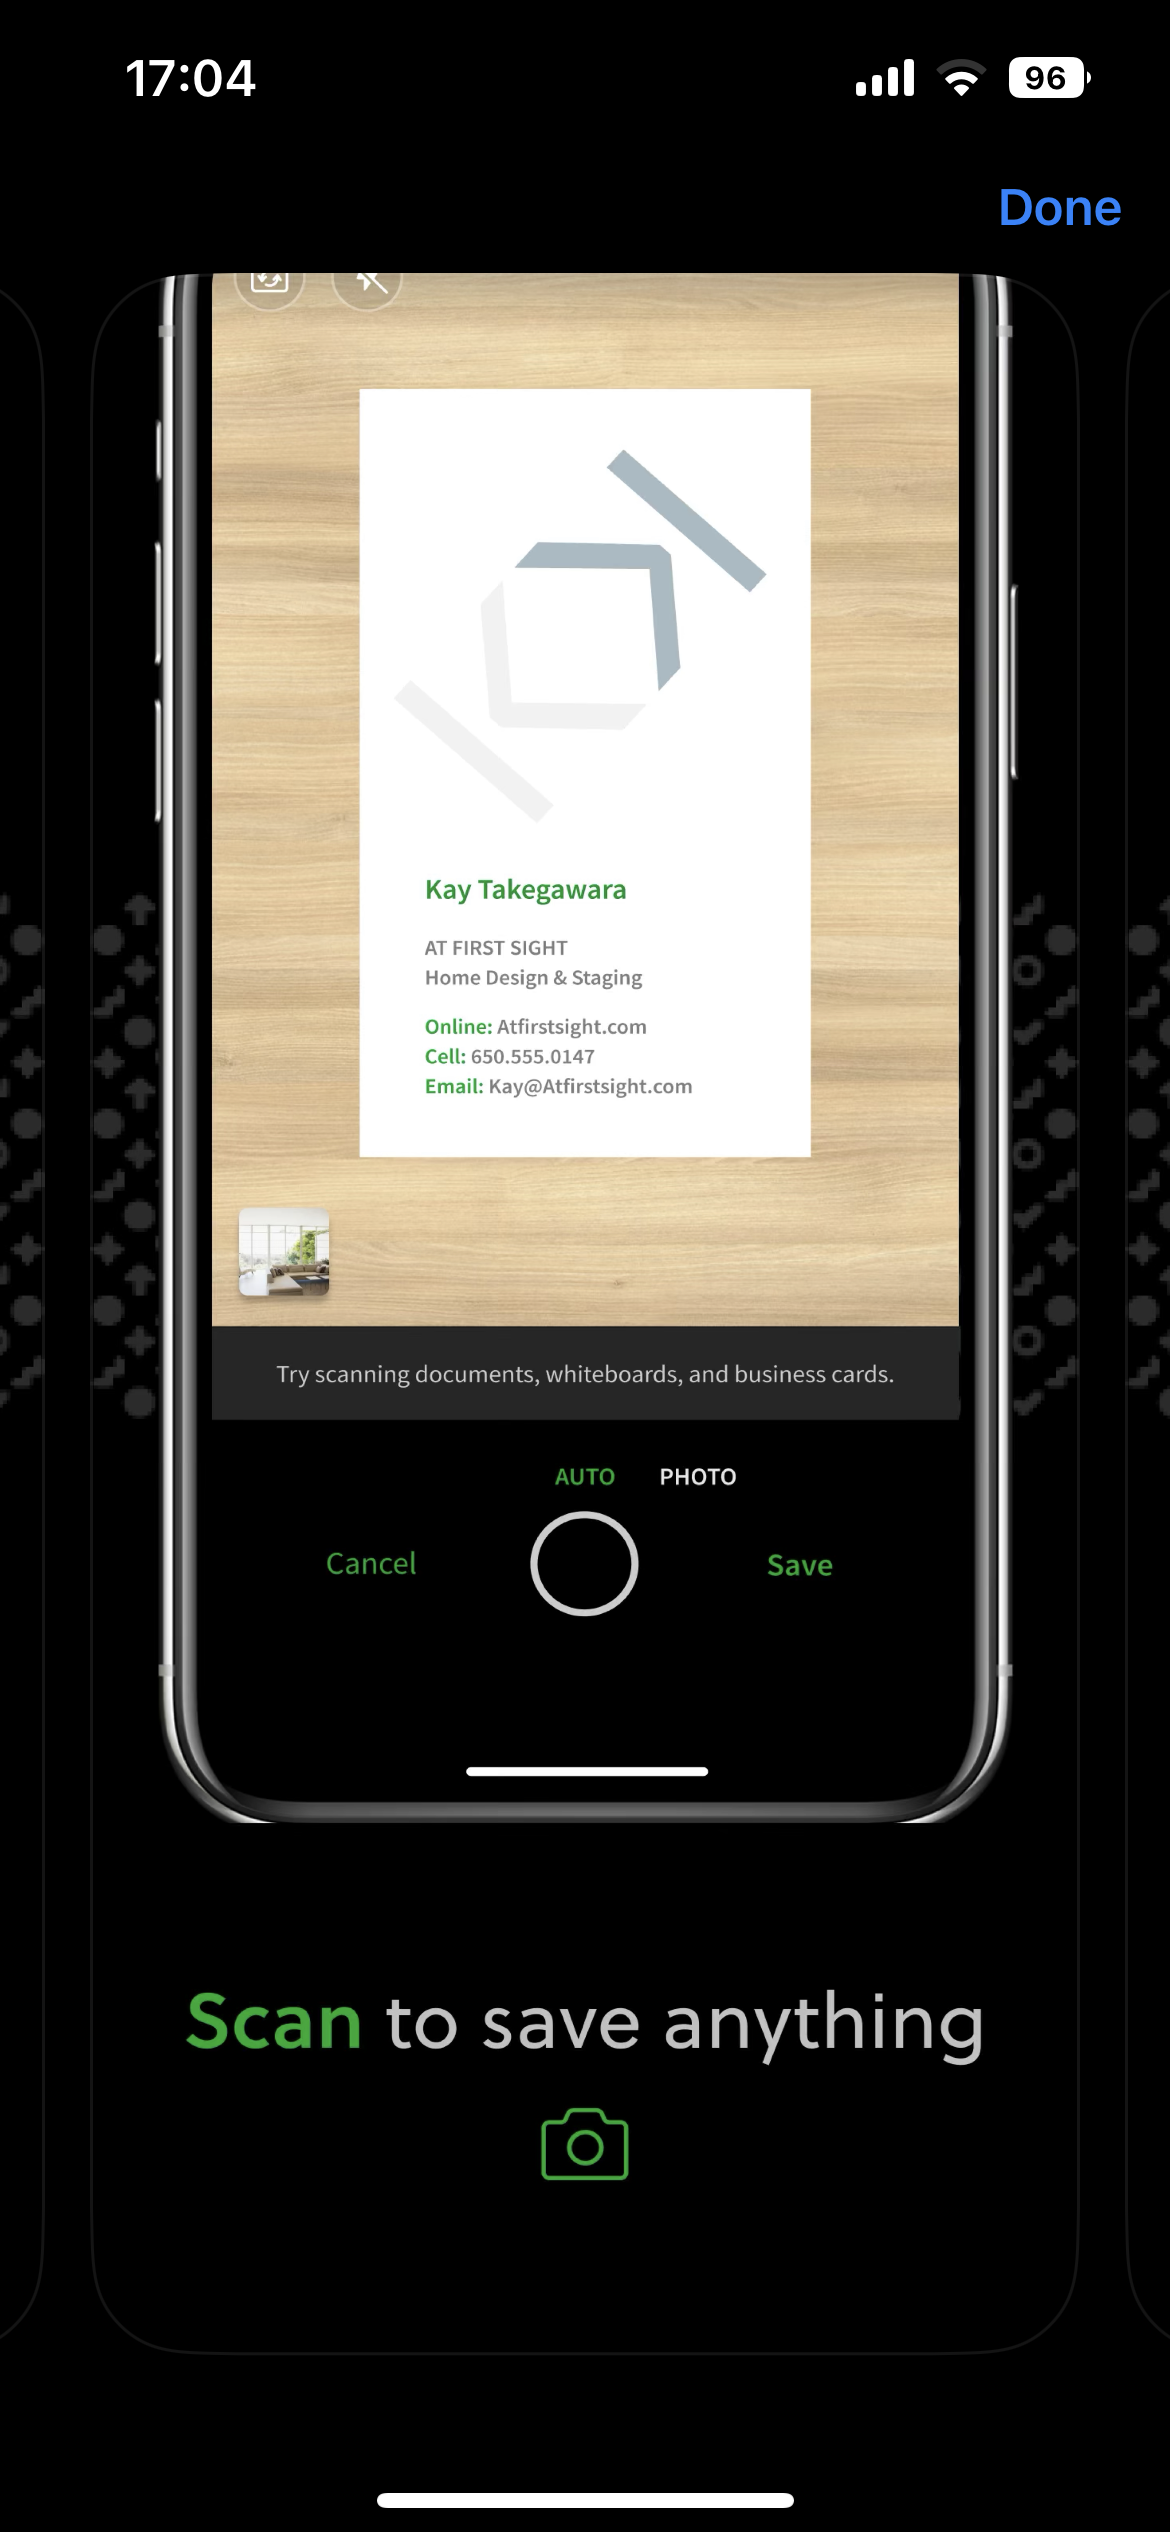 17:04
96
Done
Kay Takegawara
AT FIRST SIGHT
Home Design & Staging
Online: Atfirstsight.com
Cell: 650.555.0147
Email: Kay@Atfirstsight.com
Try scanning documents, whiteboards, and business cards.
AUTO PHOTO
Cancel Save
Scan to save anything